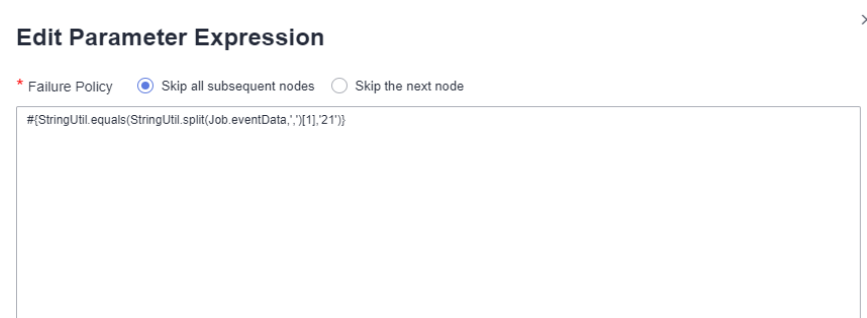 Edit Parameter Expression
* Failure Policy Skip all subsequent nodes Skip the next node
#{StringUtil.equals(StringUtil.split(Job.eventData,',')[1],'21')}